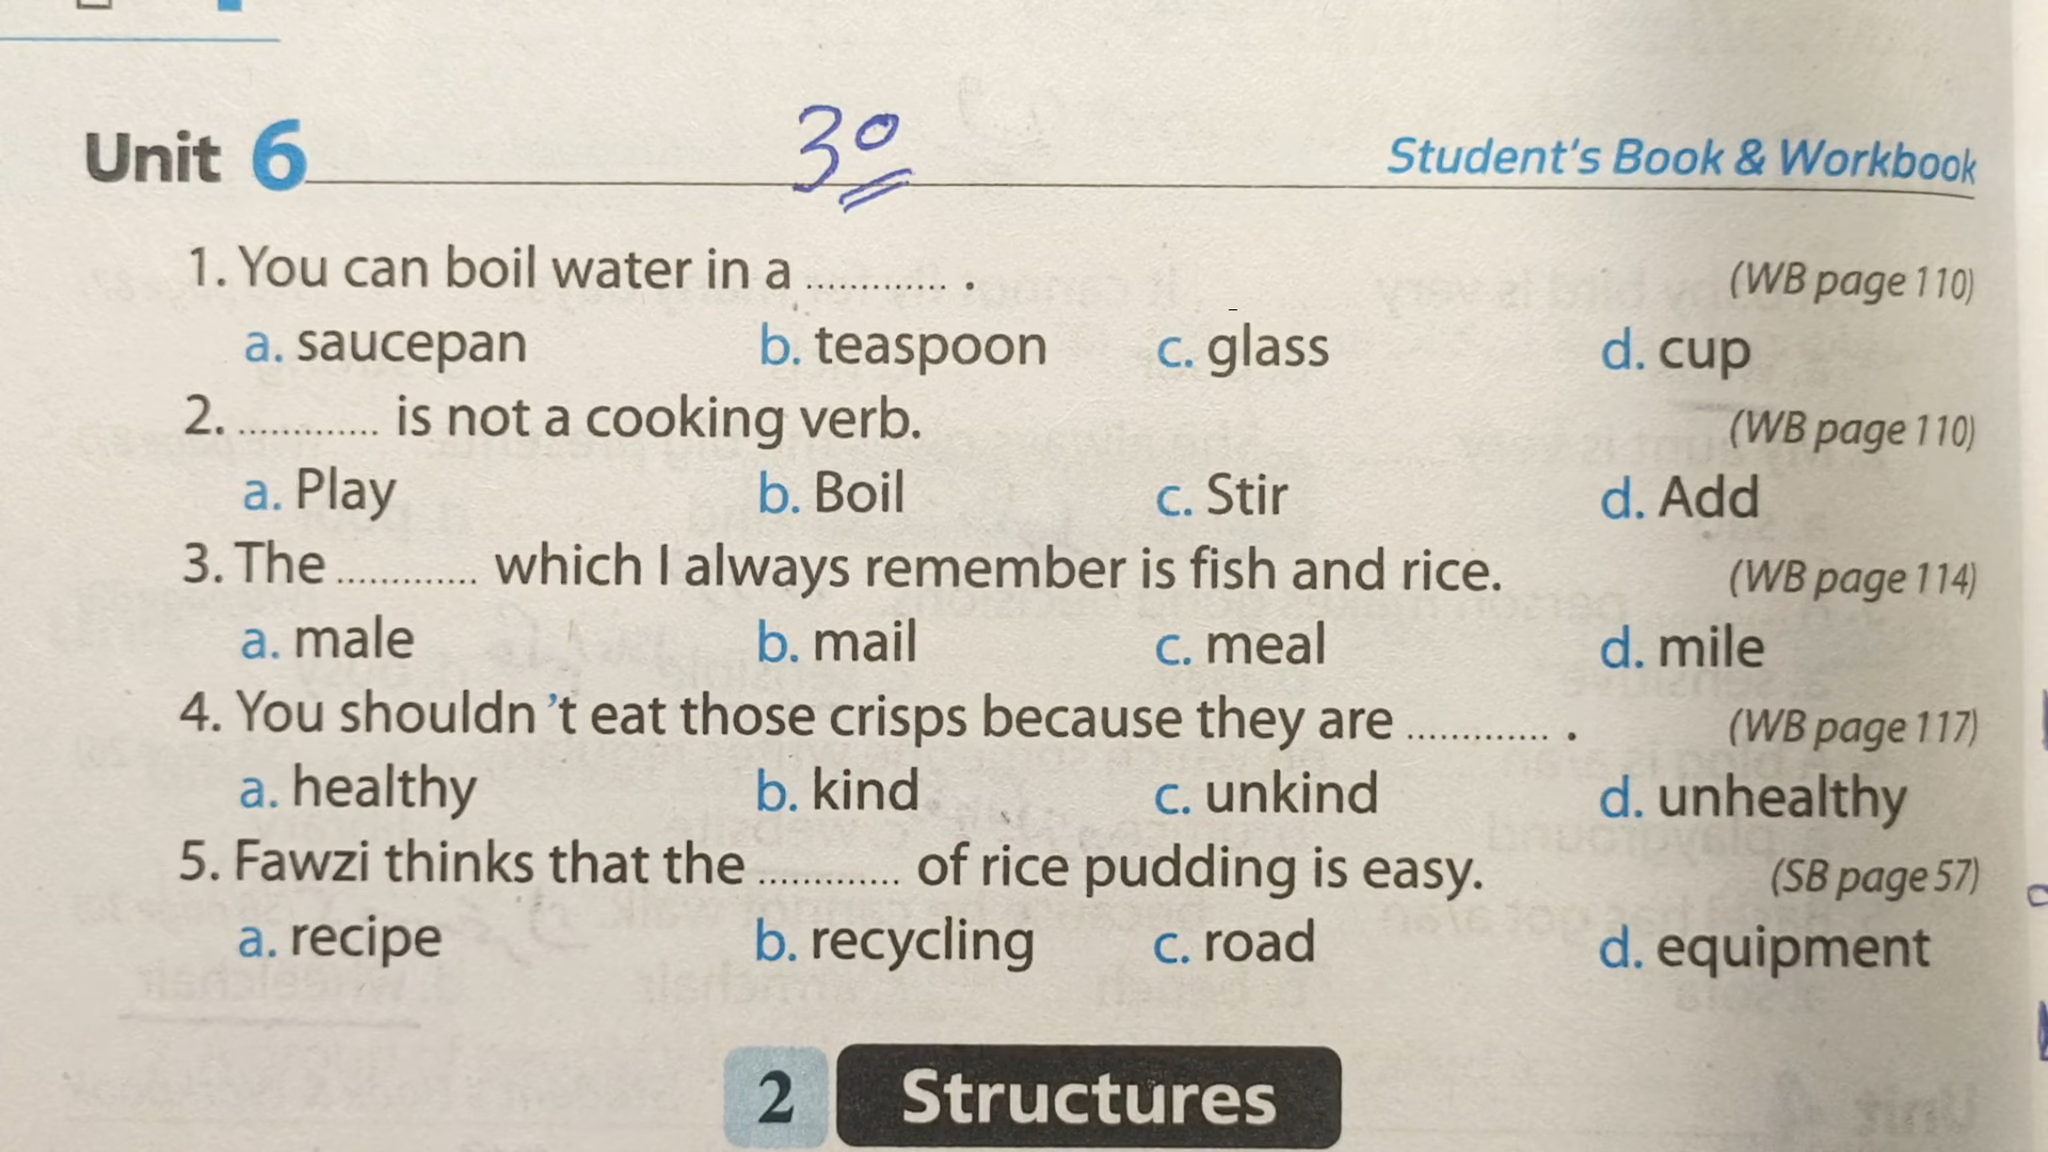 Unit 6 30 Student's Book & Workbook
1. You can boil water in a ............. . (WB page 110)
a. saucepan b. teaspoon c. glass d. cup
2. ............. is not a cooking verb. (WB page 110)
a. Play b. Boil c. Stir d. Add
3. The ............. which I always remember is fish and rice. (WB page 114)
a. male b. mail c. meal d. mile
4. You shouldn't eat those crisps because they are ............. . (WB page 117)
a. healthy b. kind c. unkind d. unhealthy
5. Fawzi thinks that the ............. of rice pudding is easy. (SB page 57)
a. recipe b. recycling c. road d. equipment
2 Structures